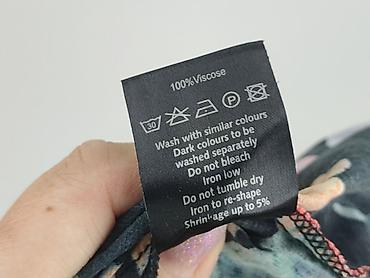 100%Viscose
30 P
Wash with similar colours
Dark colours to be
washed separately
Do not bleach
Iron low
Do not tumble dry
Iron to re-shape
Shrinkage up to 5%